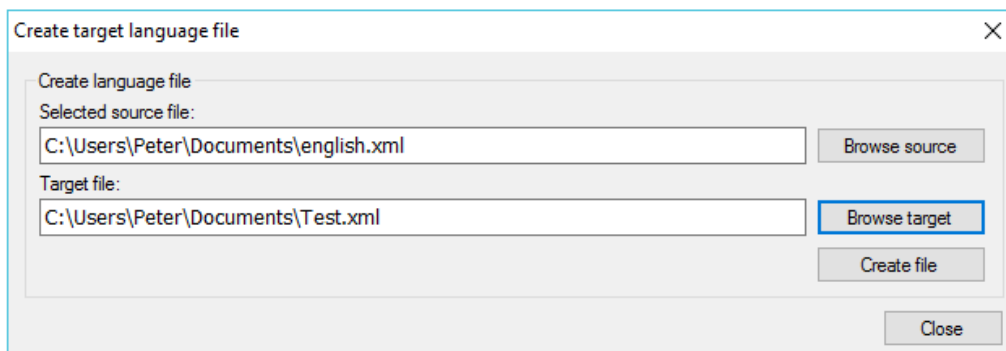 Create target language file
Create language file
Selected source file:
C:\Users\Peter\Documents\english.xml
Browse source
Target file:
C:\Users\Peter\Documents\Test.xml
Browse target
Create file
Close